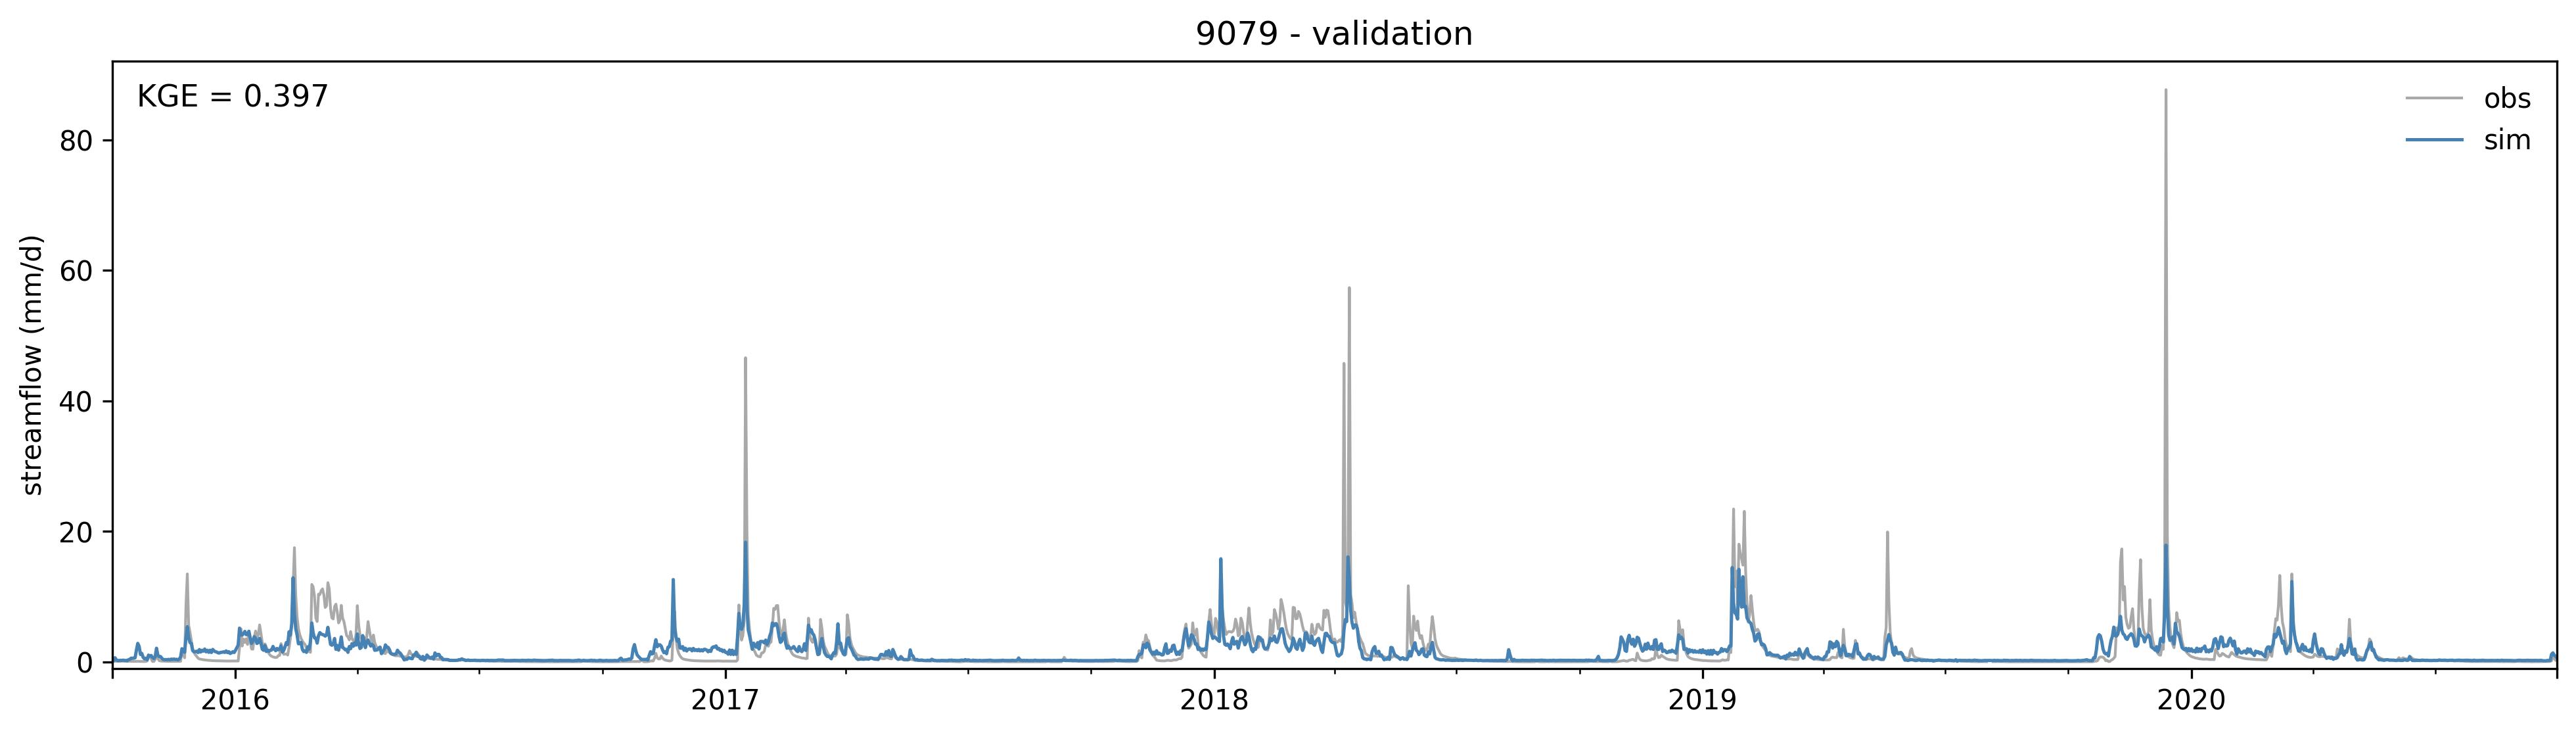 9079 - validation
KGE = 0.397
obs
sim
streamflow (mm/d)
80
60
40
20
0
2016
2017
2018
2019
2020